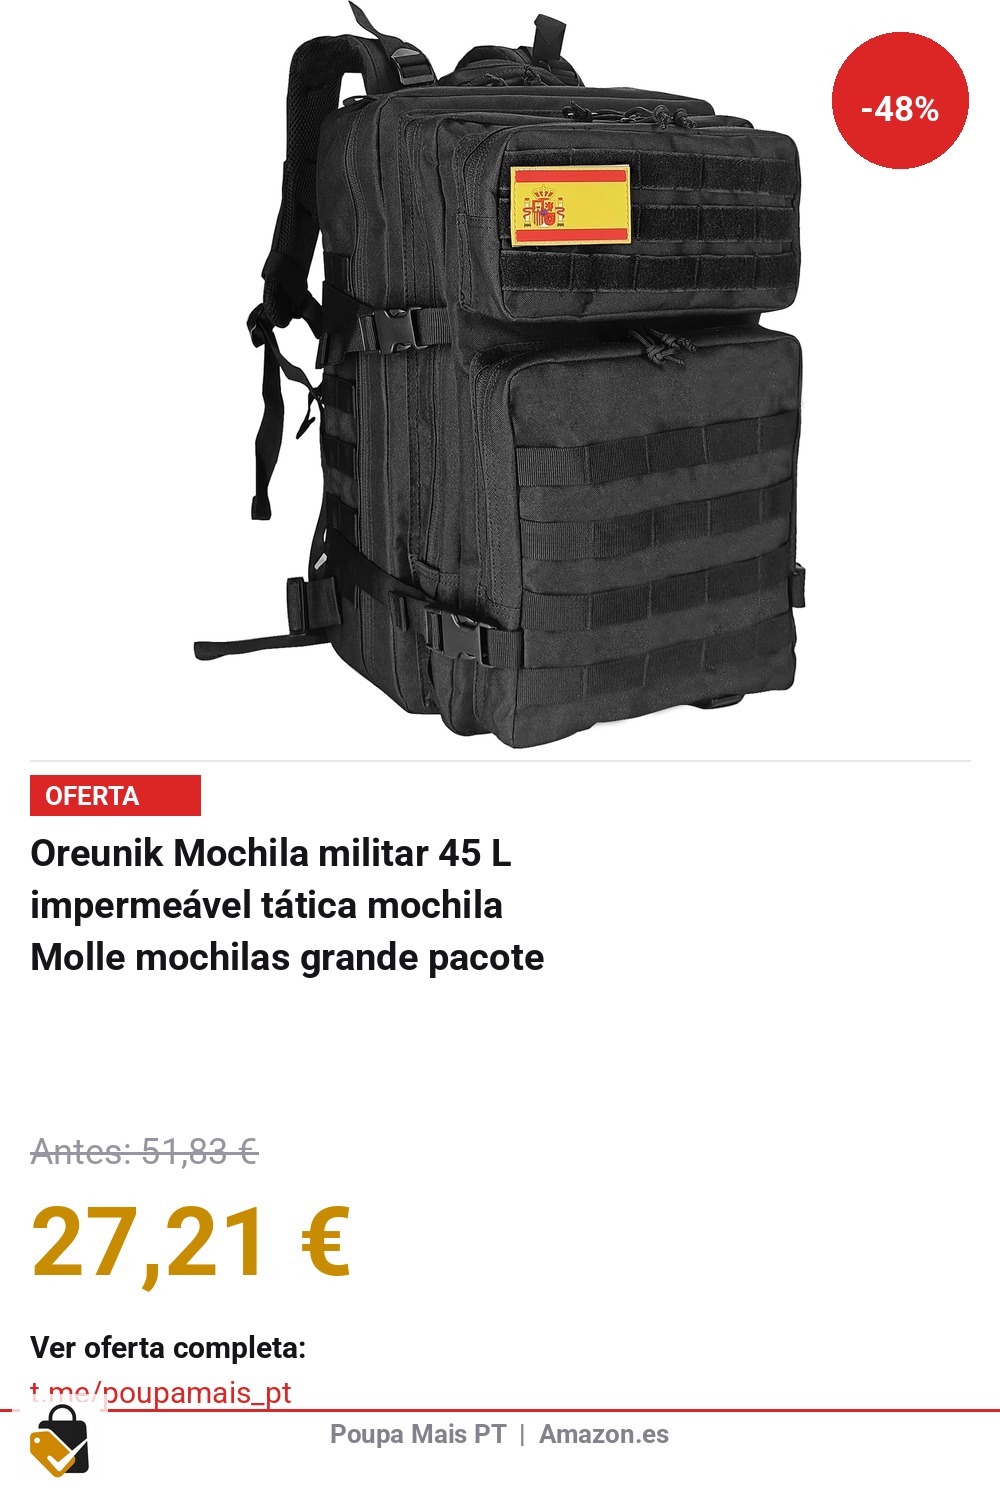 -48%
OFERTA
Oreunik Mochila militar 45 L
impermeável tática mochila
Molle mochilas grande pacote
Antes: 51,83 €
27,21 €
Ver oferta completa:
t.me/poupamais_pt
Poupa Mais PT | Amazon.es